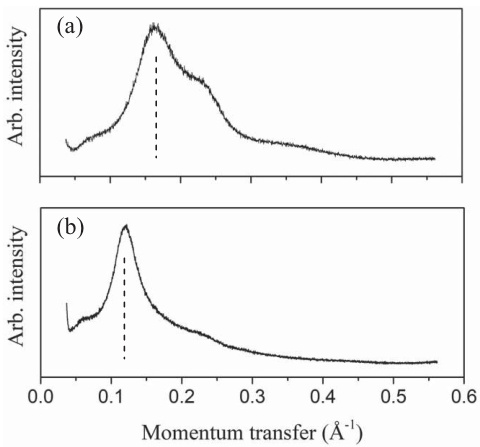 (a)
Arb. intensity
(b)
Arb. intensity
0.0 0.1 0.2 0.3 0.4 0.5 0.6
Momentum transfer (Å⁻¹)